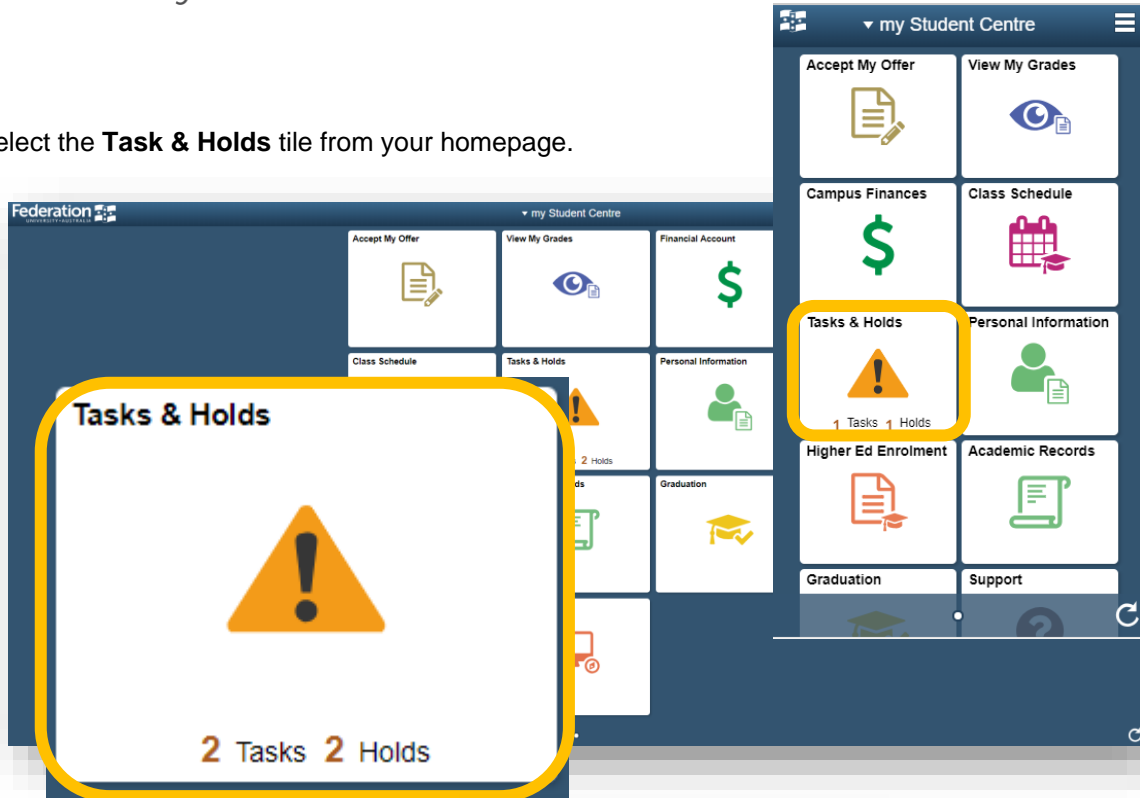 my Student Centre
Accept My Offer View My Grades
elect the Task & Holds tile from your homepage.
Campus Finances Class Schedule
Federation
UNIVERSITY·AUSTRALIA
my Student Centre
Accept My Offer View My Grades Financial Account
Tasks & Holds Personal Information
1 Tasks 1 Holds
Class Schedule Tasks & Holds Personal Information
Tasks & Holds
2 Holds
2 Tasks 2 Holds
Higher Ed Enrolment Academic Records
ds Graduation
Graduation Support